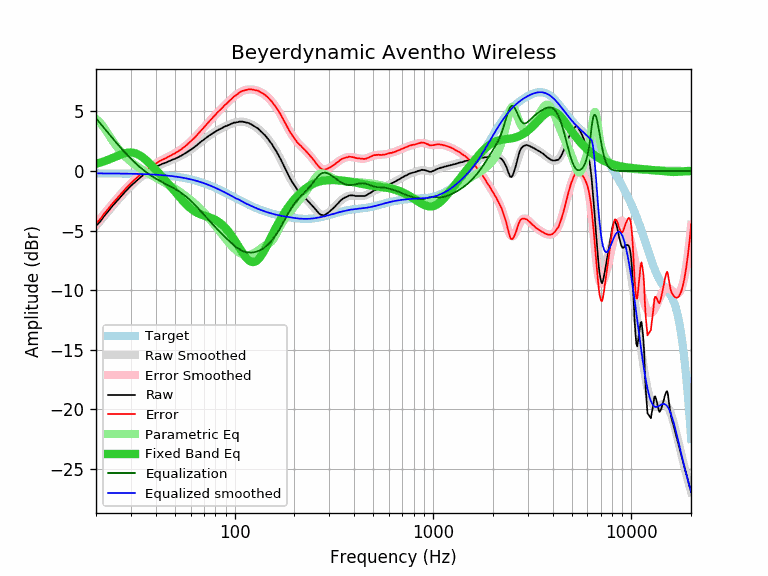 Beyerdynamic Aventho Wireless
Amplitude (dBr)
5
0
−5
−10
−15
−20
−25
Target
Raw Smoothed
Error Smoothed
Raw
Error
Parametric Eq
Fixed Band Eq
Equalization
Equalized smoothed
100
1000
10000
Frequency (Hz)